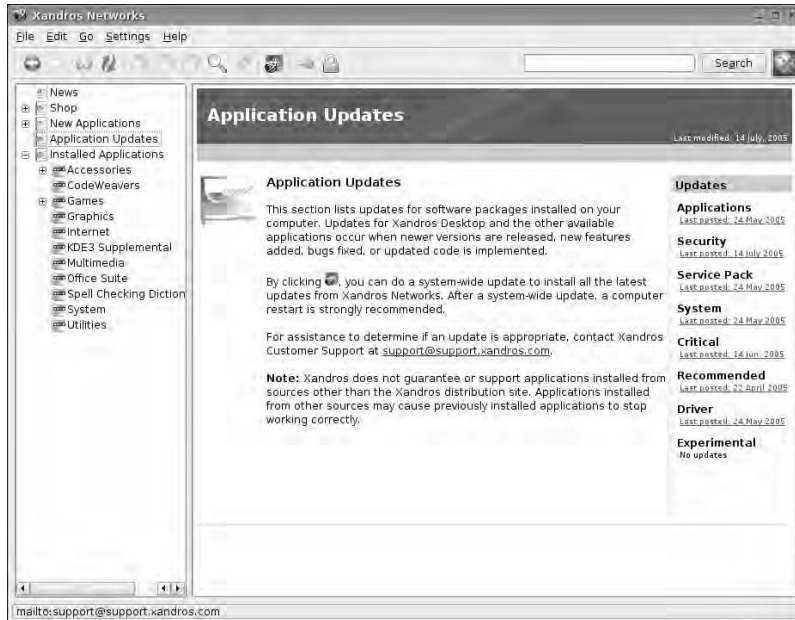 Xandros Networks
File Edit Go Settings Help
Search
News
Shop
New Applications
Application Updates
Installed Applications
Accessories
CodeWeavers
Games
Graphics
Internet
KDE3 Supplemental
Multimedia
Office Suite
Spell Checking Diction
System
Utilities
Application Updates
Last modified: 14 july, 2005
Application Updates
This section lists updates for software packages installed on your
computer. Updates for Xandros Desktop and the other available
applications occur when newer versions are released, new features
added, bugs fixed, or updated code is implemented.
By clicking , you can do a system-wide update to install all the latest
updates from Xandros Networks. After a system-wide update, a computer
restart is strongly recommended.
For assistance to determine if an update is appropriate, contact Xandros
Customer Support at support@support.xandros.com.
Note: Xandros does not guarantee or support applications installed from
sources other than the Xandros distribution site. Applications installed
from other sources may cause previously installed applications to stop
working correctly.
Updates
Applications
Last posted: 24 May 2005
Security
Last posted: 14 July 2005
Service Pack
Last posted: 24 May 2005
System
Last posted: 24 May 2005
Critical
Last posted: 14 Jun. 2005
Recommended
Last posted: 22 April 2005
Driver
Last posted: 24 May 2005
Experimental
No updates
mailto:support@support.xandros.com